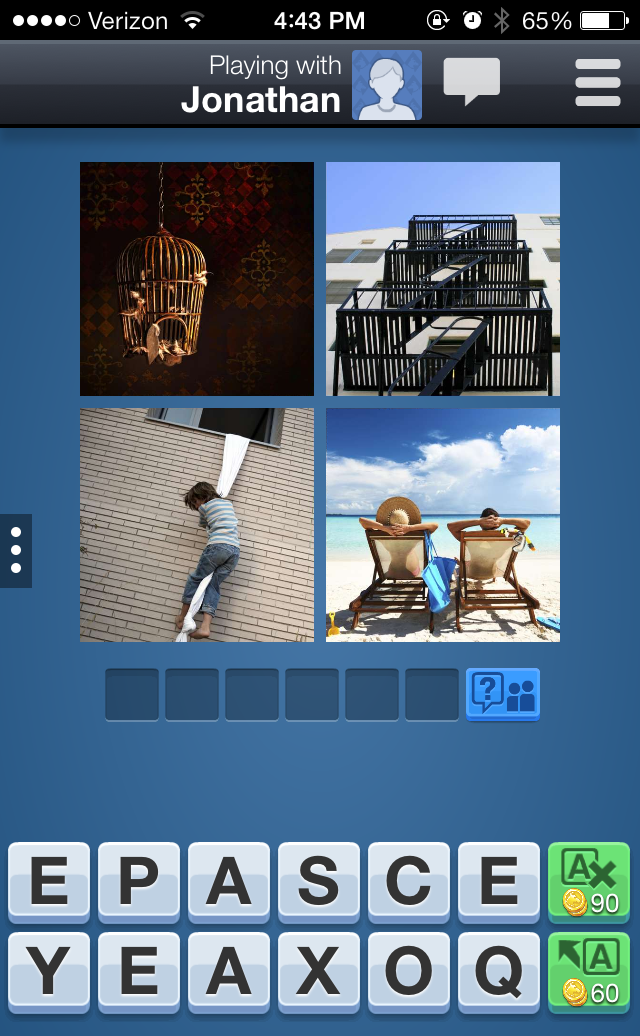 Verizon 4:43 PM 65%
Playing with
Jonathan
?
E P A S C E A 90
Y E A X O Q A 60